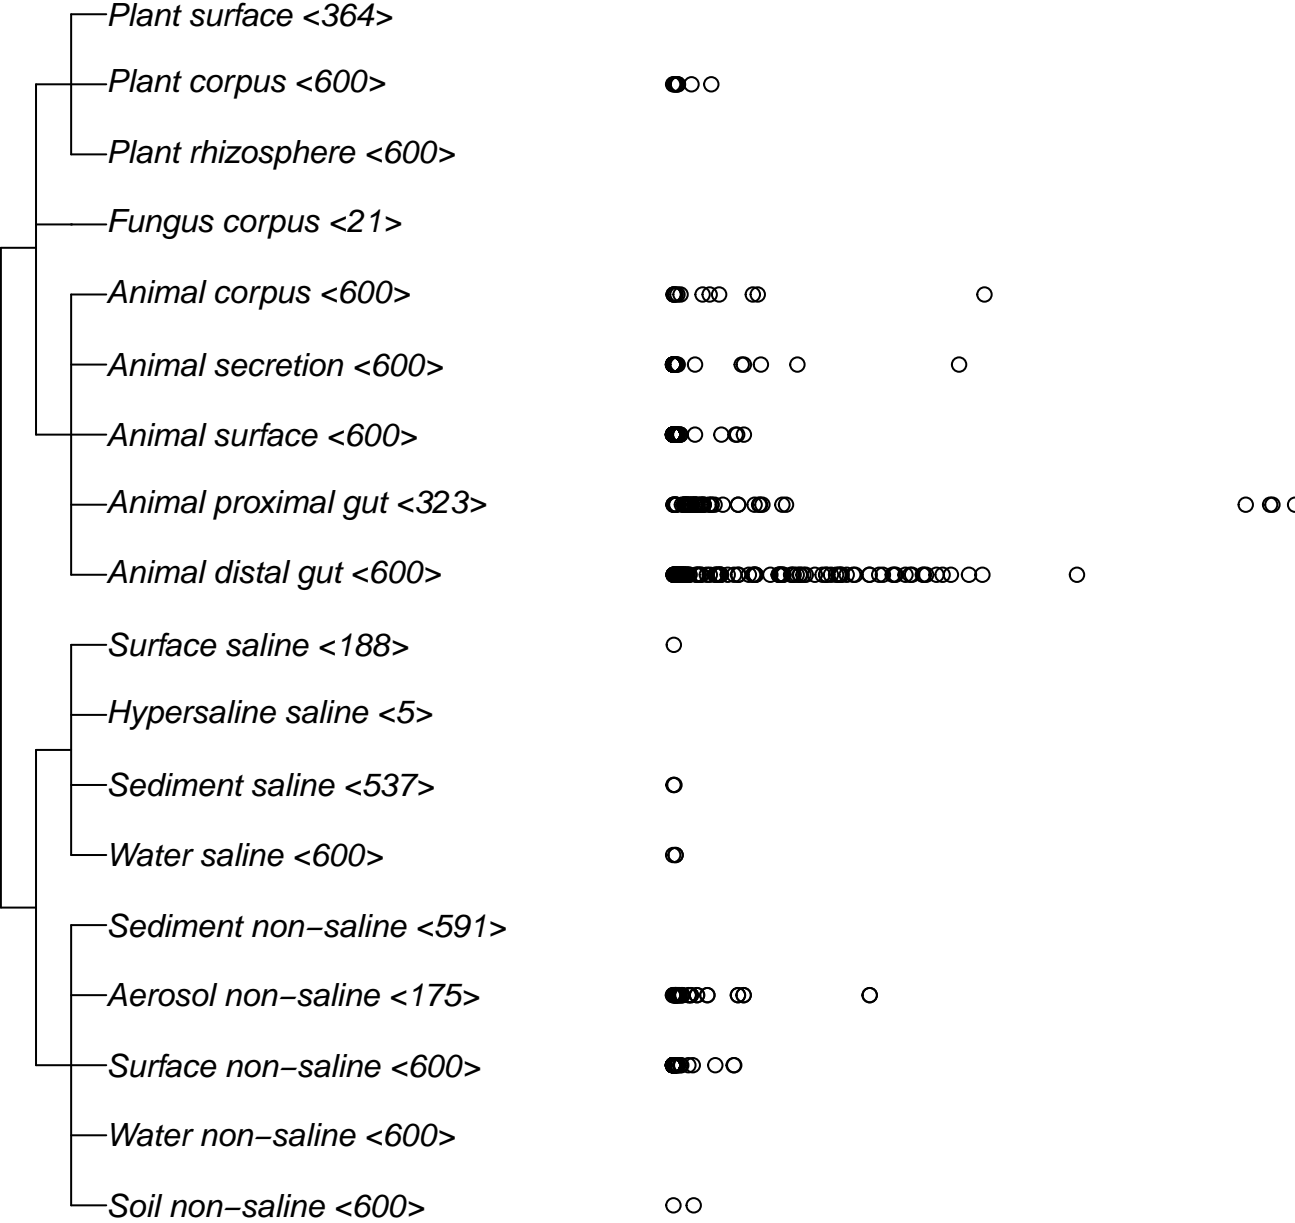 Plant surface <364>
Plant corpus <600>
Plant rhizosphere <600>
Fungus corpus <21>
Animal corpus <600>
Animal secretion <600>
Animal surface <600>
Animal proximal gut <323>
Animal distal gut <600>
Surface saline <188>
Hypersaline saline <5>
Sediment saline <537>
Water saline <600>
Sediment non−saline <591>
Aerosol non−saline <175>
Surface non−saline <600>
Water non−saline <600>
Soil non−saline <600>